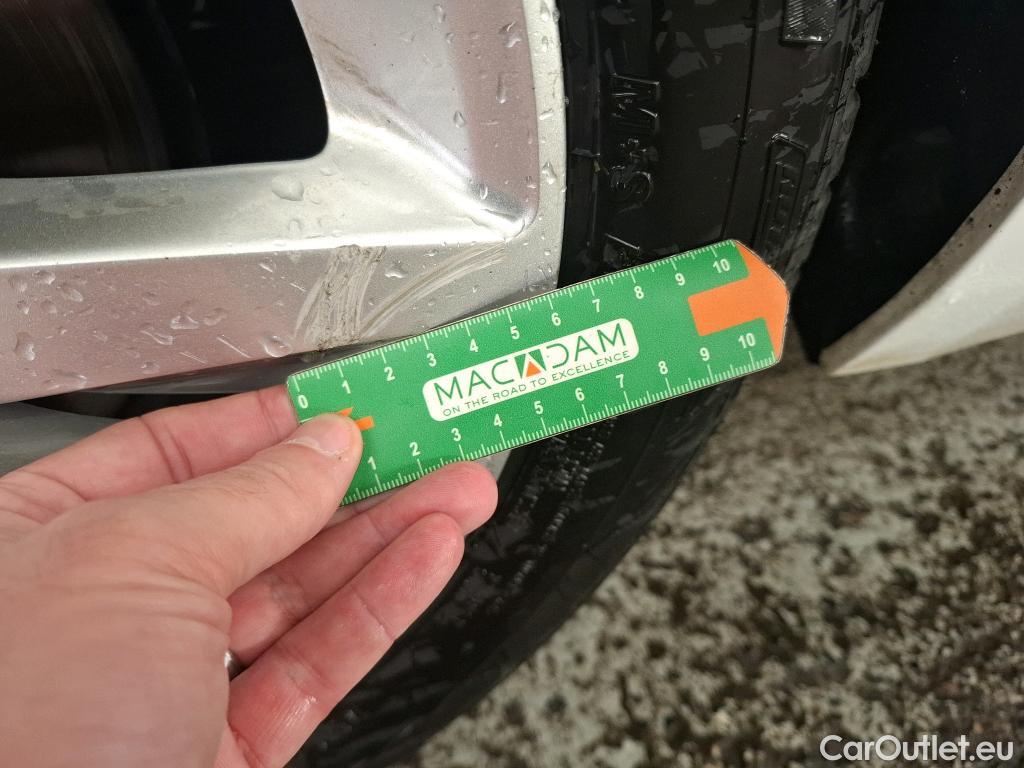 M+S
0 1 2 3 4 5 6 7 8 9 10
MACADAM
ON THE ROAD TO EXCELLENCE
1 2 3 4 5 6 7 8 9 10
CarOutlet.eu